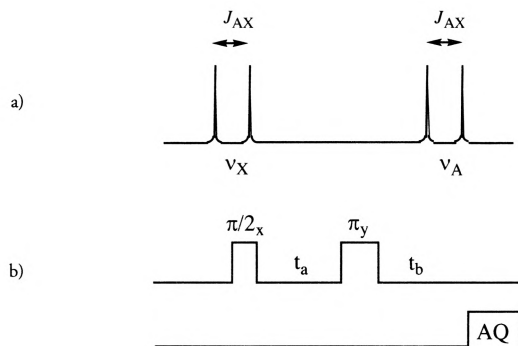 J_AX J_AX
a)
ν_X ν_A
π/2_x π_y
t_a t_b
b)
AQ